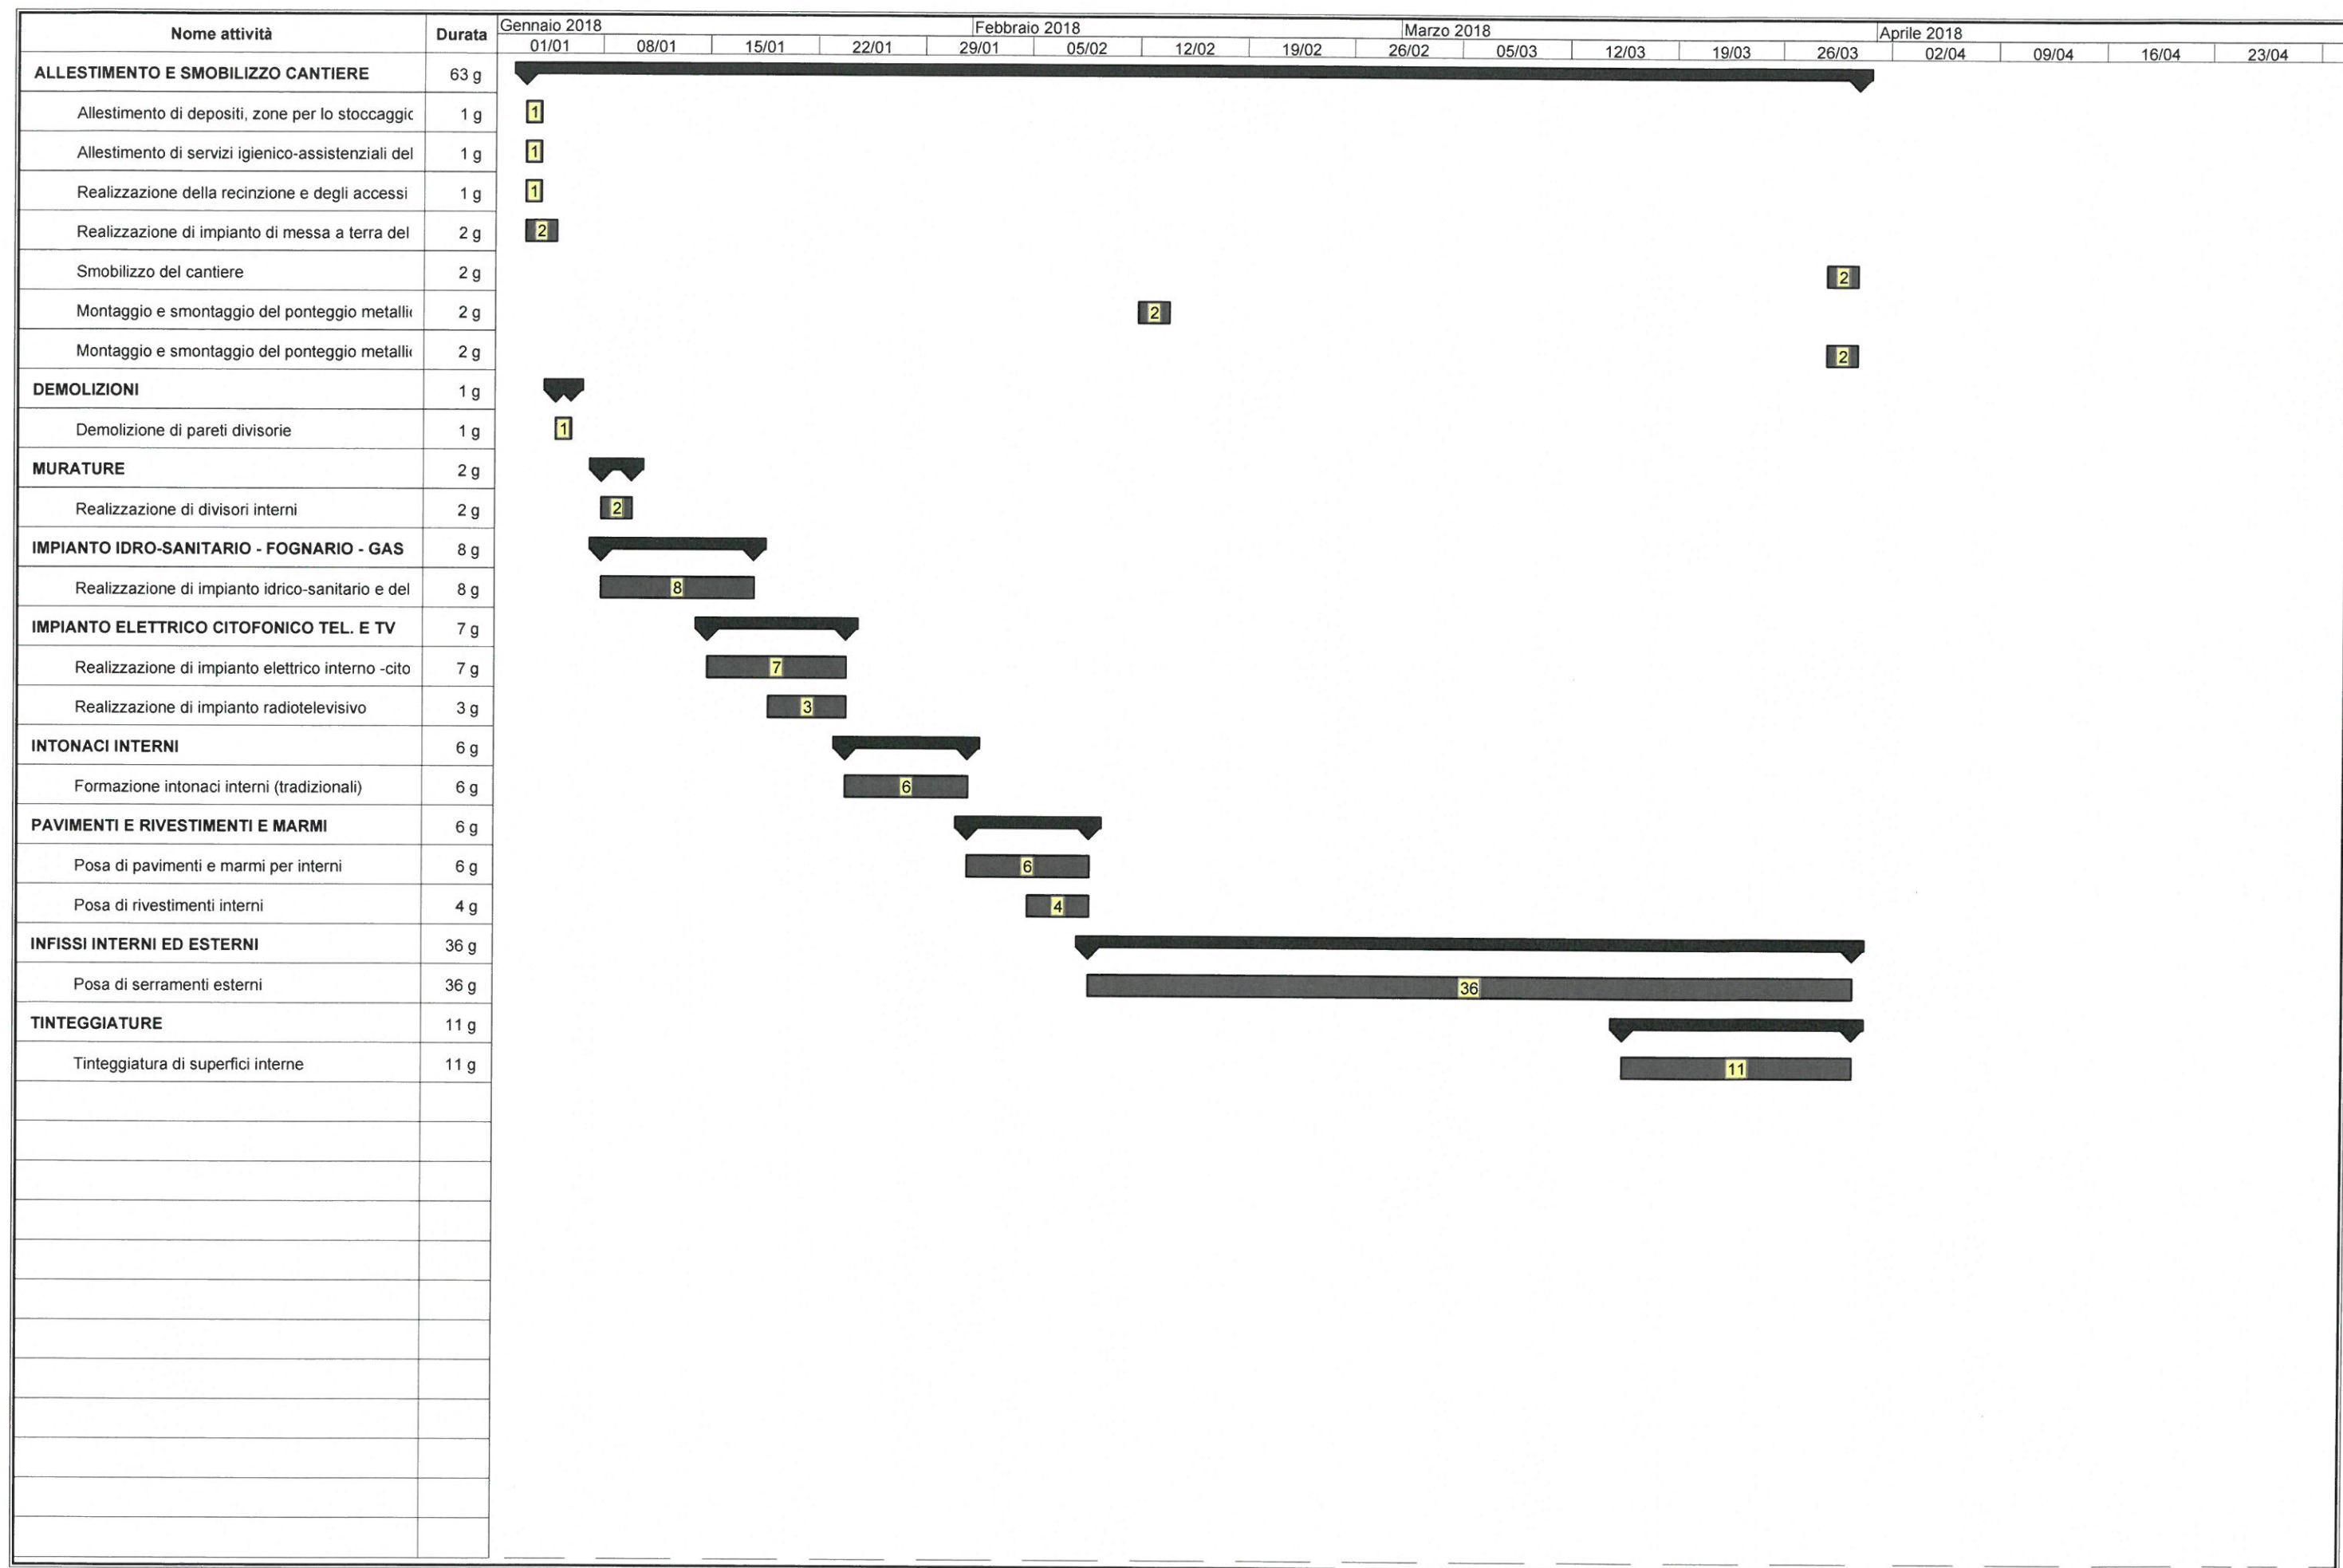 Nome attività Durata Gennaio 2018 Febbraio 2018 Marzo 2018 Aprile 2018
01/01 08/01 15/01 22/01 29/01 05/02 12/02 19/02 26/02 05/03 12/03 19/03 26/03 02/04 09/04 16/04 23/04
ALLESTIMENTO E SMOBILIZZO CANTIERE 63 g
Allestimento di depositi, zone per lo 1 g 1
Allestimento di servizi igienico-assistenziali del 1 g 1
Realizzazione della recinzione e degli accessi 1 g 1
Realizzazione di impianto di messa a terra del 2 g 2
Smobilizzo del cantiere 2 g 2
Montaggio e smontaggio del ponteggio 2 g 2
Montaggio e smontaggio del ponteggio 2 g 2
DEMOLIZIONI 1 g
Demolizione di pareti divisorie 1 g 1
MURATURE 2 g
Realizzazione di divisori interni 2 g 2
IMPIANTO IDRO-SANITARIO - FOGNARIO - GAS 8 g
Realizzazione di impianto idrico-sanitario e del 8 g 8
IMPIANTO ELETTRICO CITOFONICO TEL. E TV 7 g
Realizzazione di impianto elettrico interno -cito 7 g 7
Realizzazione di impianto radiotelevisivo 3 g 3
INTONACI INTERNI 6 g
Formazione intonaci interni (tradizionali) 6 g 6
PAVIMENTI E RIVESTIMENTI E MARMI 6 g
Posa di pavimenti e marmi per interni 6 g 6
Posa di rivestimenti interni 4 g 4
INFISSI INTERNI ED ESTERNI 36 g
Posa di serramenti esterni 36 g 36
TINTEGGIATURE 11 g
Tinteggiatura di superfici interne 11 g 11